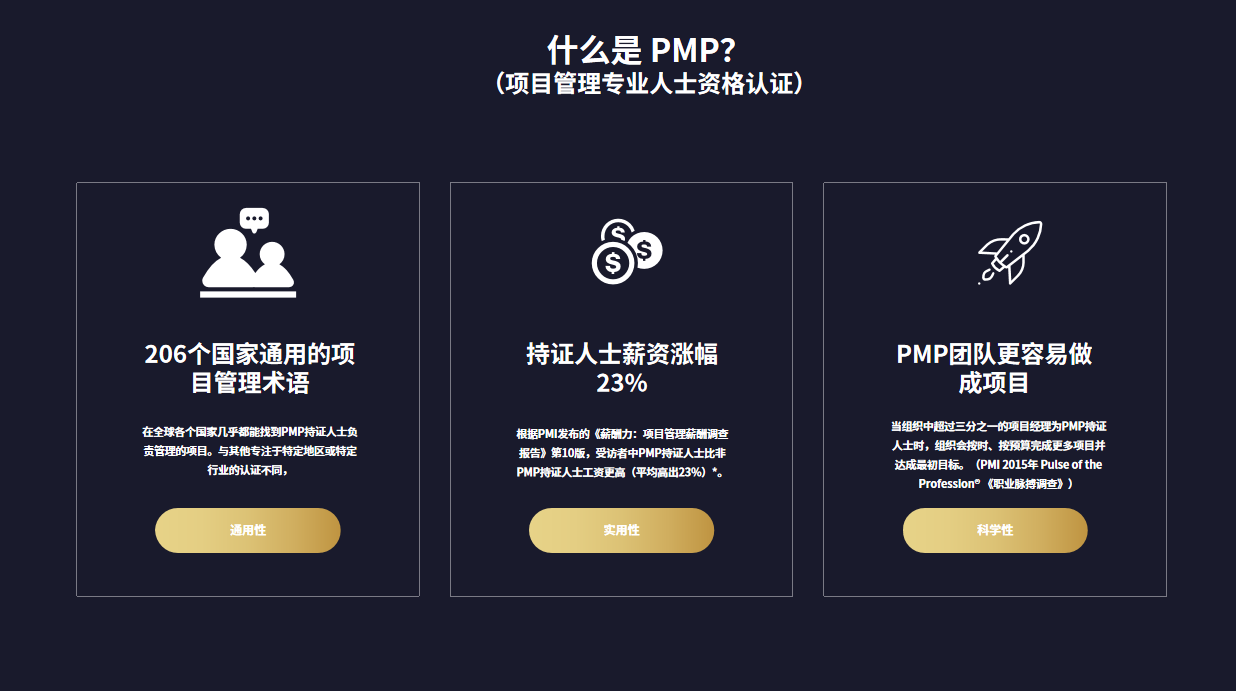 什么是 PMP?
（项目管理专业人士资格认证）
206个国家通用的项
目管理术语
在全球各个国家几乎都能找到PMP持证人士负
责管理的项目。与其他专注于特定地区或特定
行业的认证不同，
通用性
持证人士薪资涨幅
23%
根据PMI发布的《薪酬力：项目管理薪酬调查
报告》第10版，受访者中PMP持证人士比非
PMP持证人士工资更高（平均高出23%）*。
实用性
PMP团队更容易做
成项目
当组织中超过三分之一的项目经理为PMP持证
人士时，组织会按时、按预算完成更多项目并
达成最初目标。（PMI 2015年 Pulse of the
Profession® 《职业脉搏调查》）
科学性